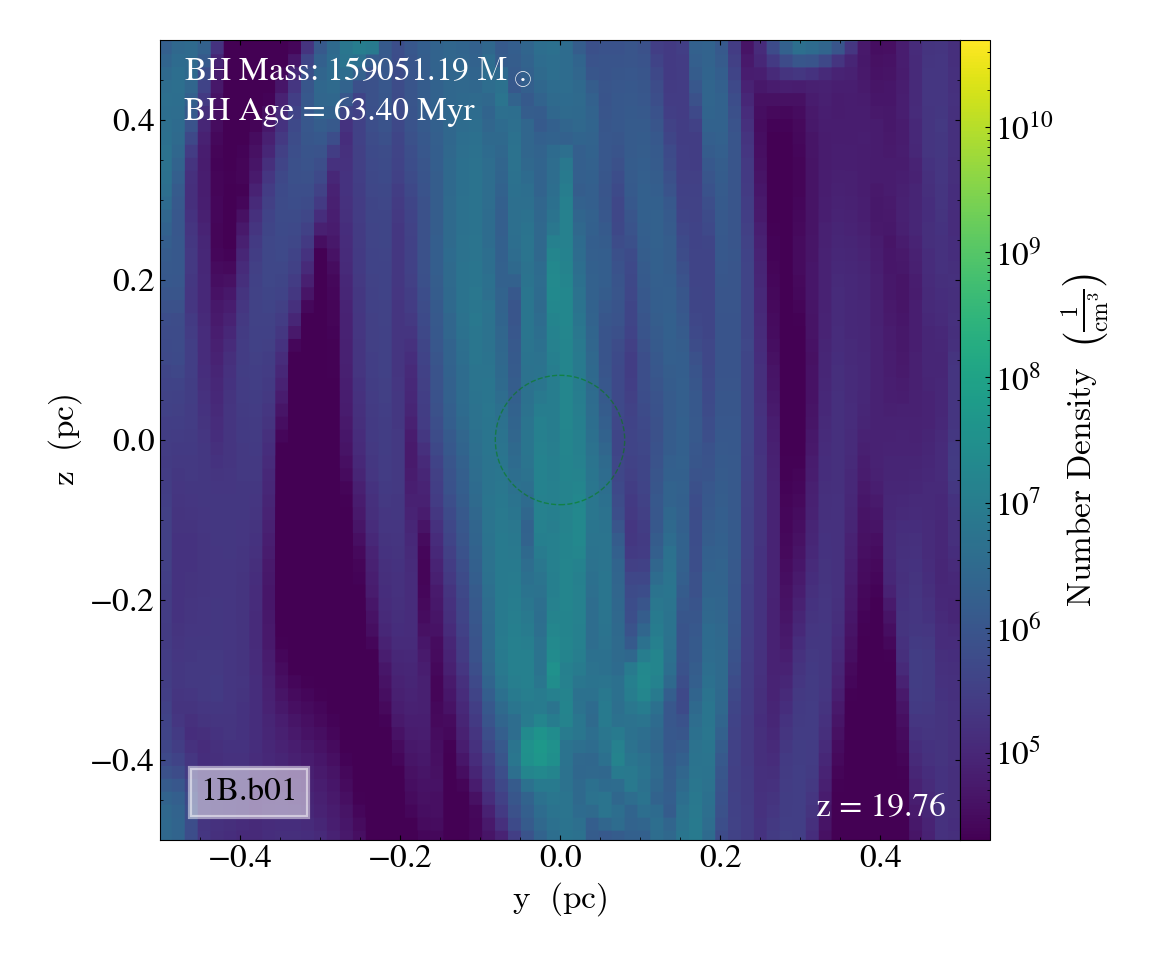 BH Mass: 159051.19 M⊙
BH Age = 63.40 Myr
0.4
0.2
0.0
−0.2
−0.4
z (pc)
1B.b01
z = 19.76
−0.4 −0.2 0.0 0.2 0.4
y (pc)
10^10
10^9
10^8
10^7
10^6
10^5
Number Density (1/cm^3)